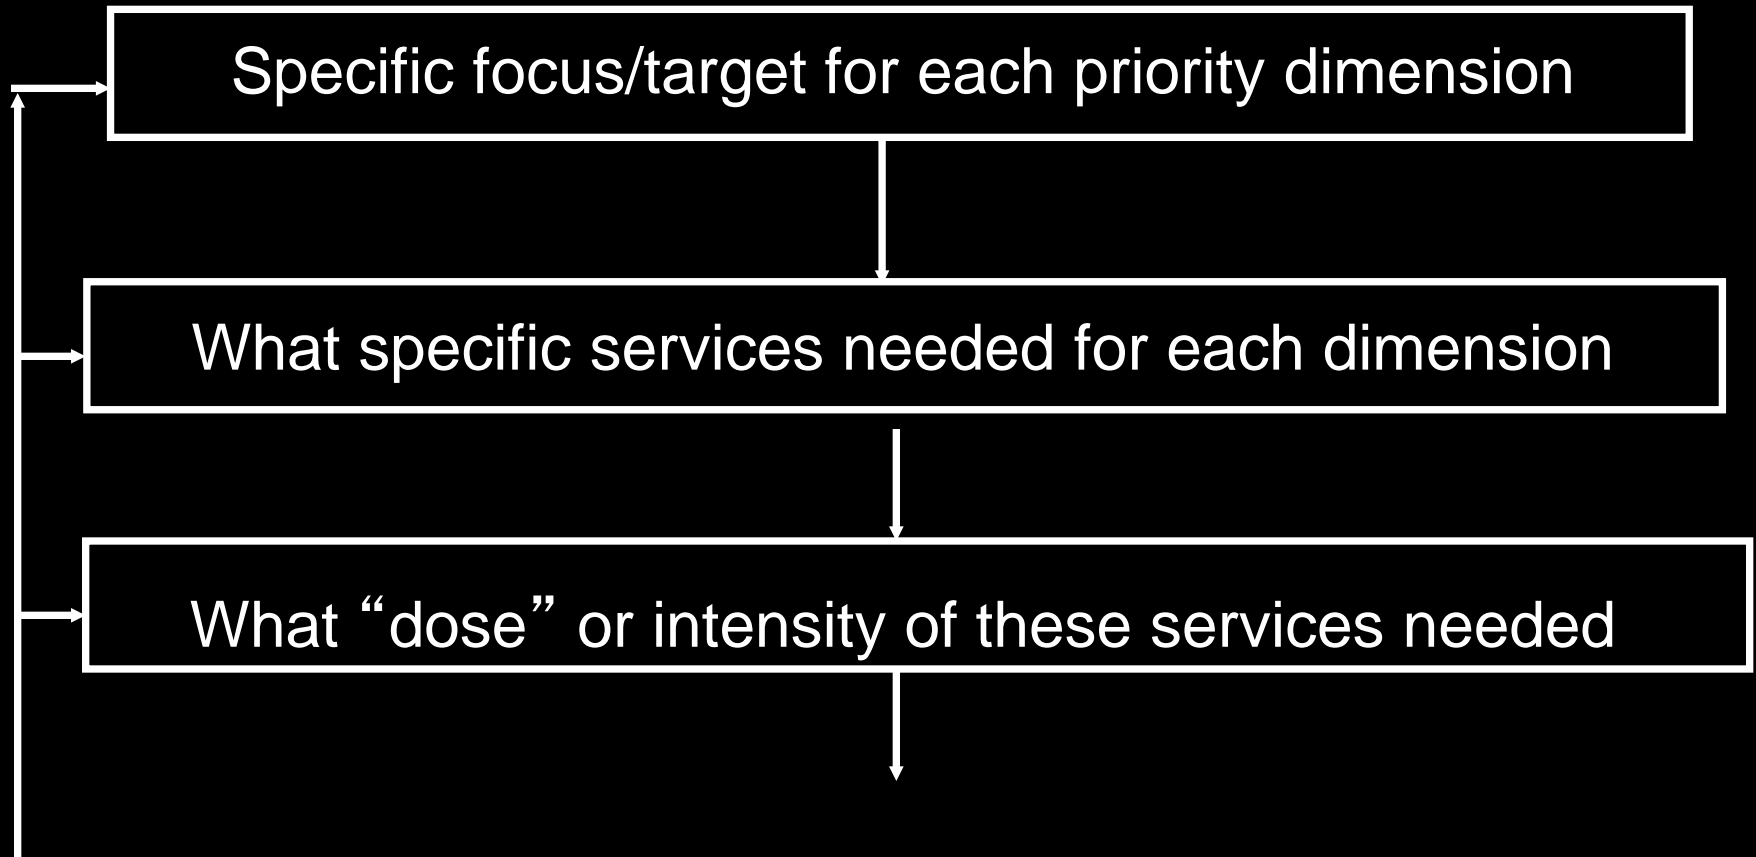 Specific focus/target for each priority dimension
What specific services needed for each dimension
What “dose” or intensity of these services needed